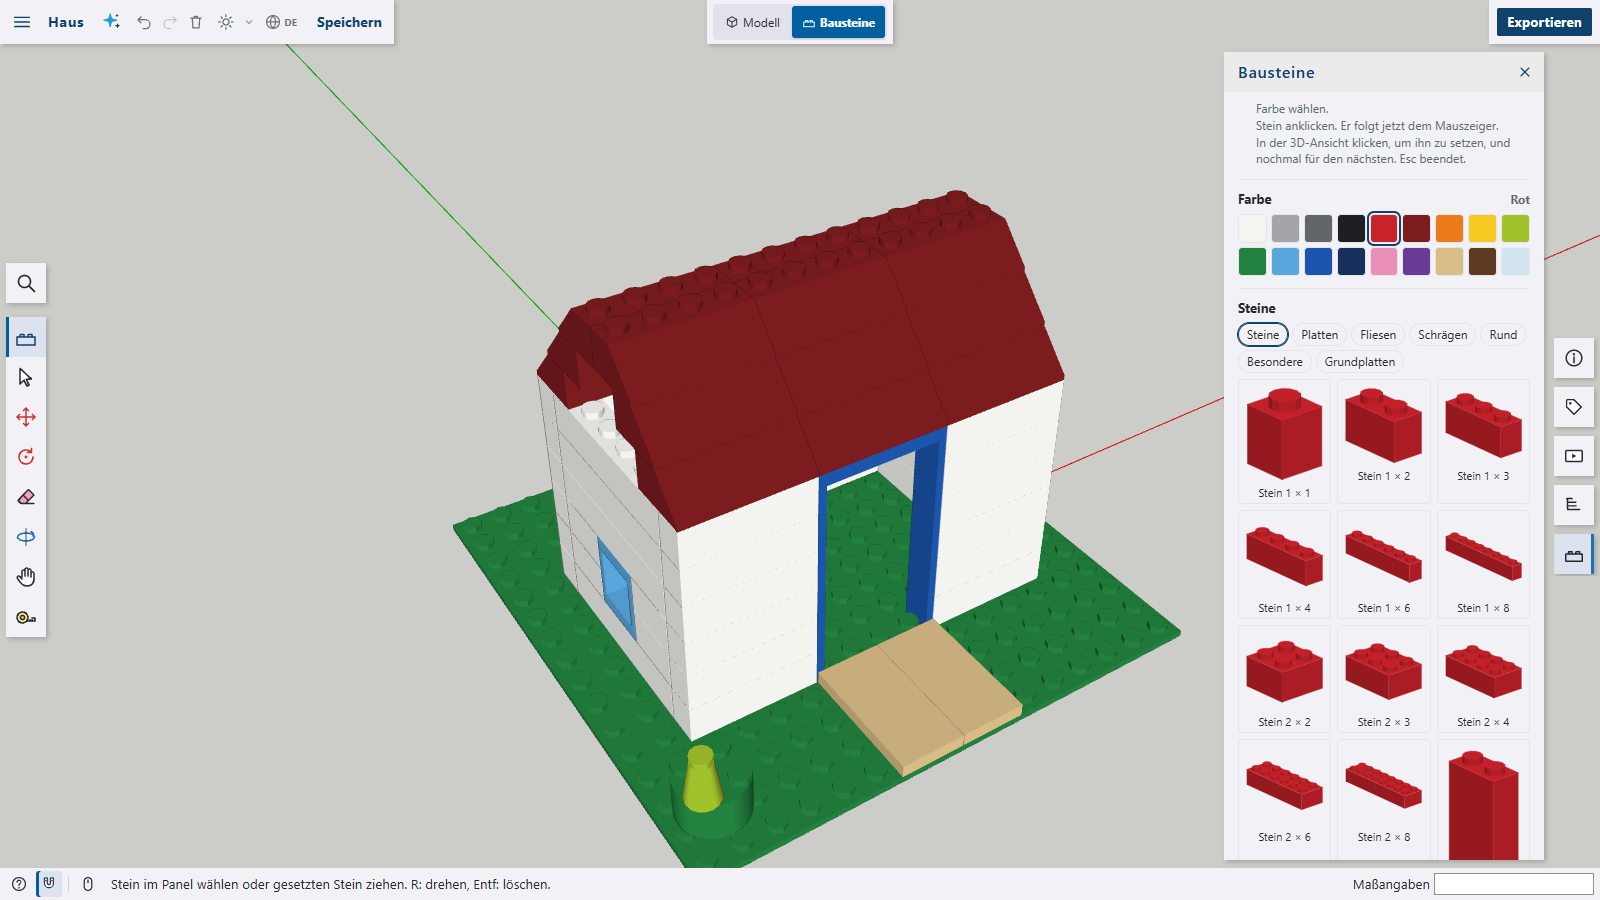 Haus
DE
Speichern
Modell
Bausteine
Exportieren
Bausteine
Farbe wählen.
Stein anklicken. Er folgt jetzt dem Mauszeiger.
In der 3D-Ansicht klicken, um ihn zu setzen, und
nochmal für den nächsten. Esc beendet.
Farbe
Rot
Steine
Steine
Platten
Fliesen
Schrägen
Rund
Besondere
Grundplatten
Stein 1 × 1
Stein 1 × 2
Stein 1 × 3
Stein 1 × 4
Stein 1 × 6
Stein 1 × 8
Stein 2 × 2
Stein 2 × 3
Stein 2 × 4
Stein 2 × 6
Stein 2 × 8
Stein im Panel wählen oder gesetzten Stein ziehen. R: drehen, Entf: löschen.
Maßangaben